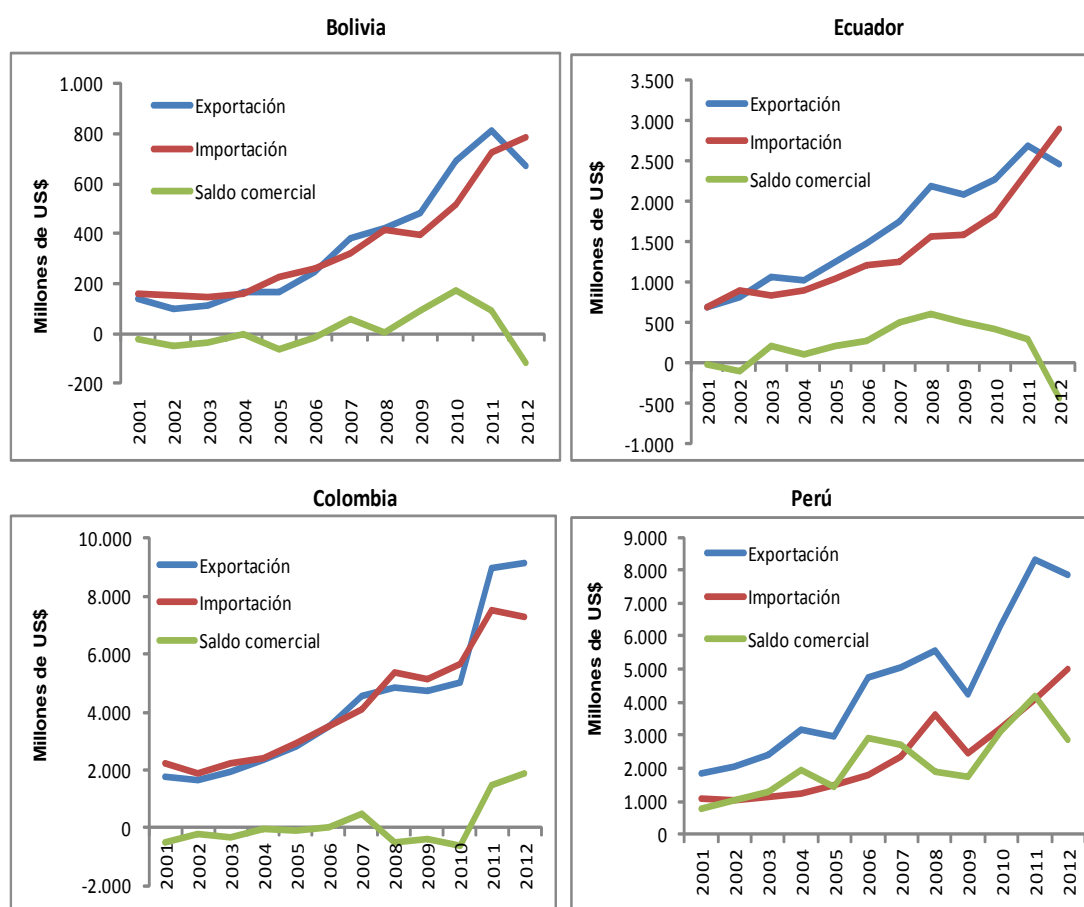 Bolivia
Millones de US$
1.000
800
600
400
200
0
-200
Exportación
Importación
Saldo comercial
2001 2002 2003 2004 2005 2006 2007 2008 2009 2010 2011 2012
Ecuador
Millones de US$
3.500
3.000
2.500
2.000
1.500
1.000
500
0
-500
-1.000
Exportación
Importación
Saldo comercial
2001 2002 2003 2004 2005 2006 2007 2008 2009 2010 2011 2012
Colombia
Millones de US$
10.000
8.000
6.000
4.000
2.000
0
-2.000
Exportación
Importación
Saldo comercial
2001 2002 2003 2004 2005 2006 2007 2008 2009 2010 2011 2012
Perú
Millones de US$
9.000
8.000
7.000
6.000
5.000
4.000
3.000
2.000
1.000
0
Exportación
Importación
Saldo comercial
2001 2002 2003 2004 2005 2006 2007 2008 2009 2010 2011 2012